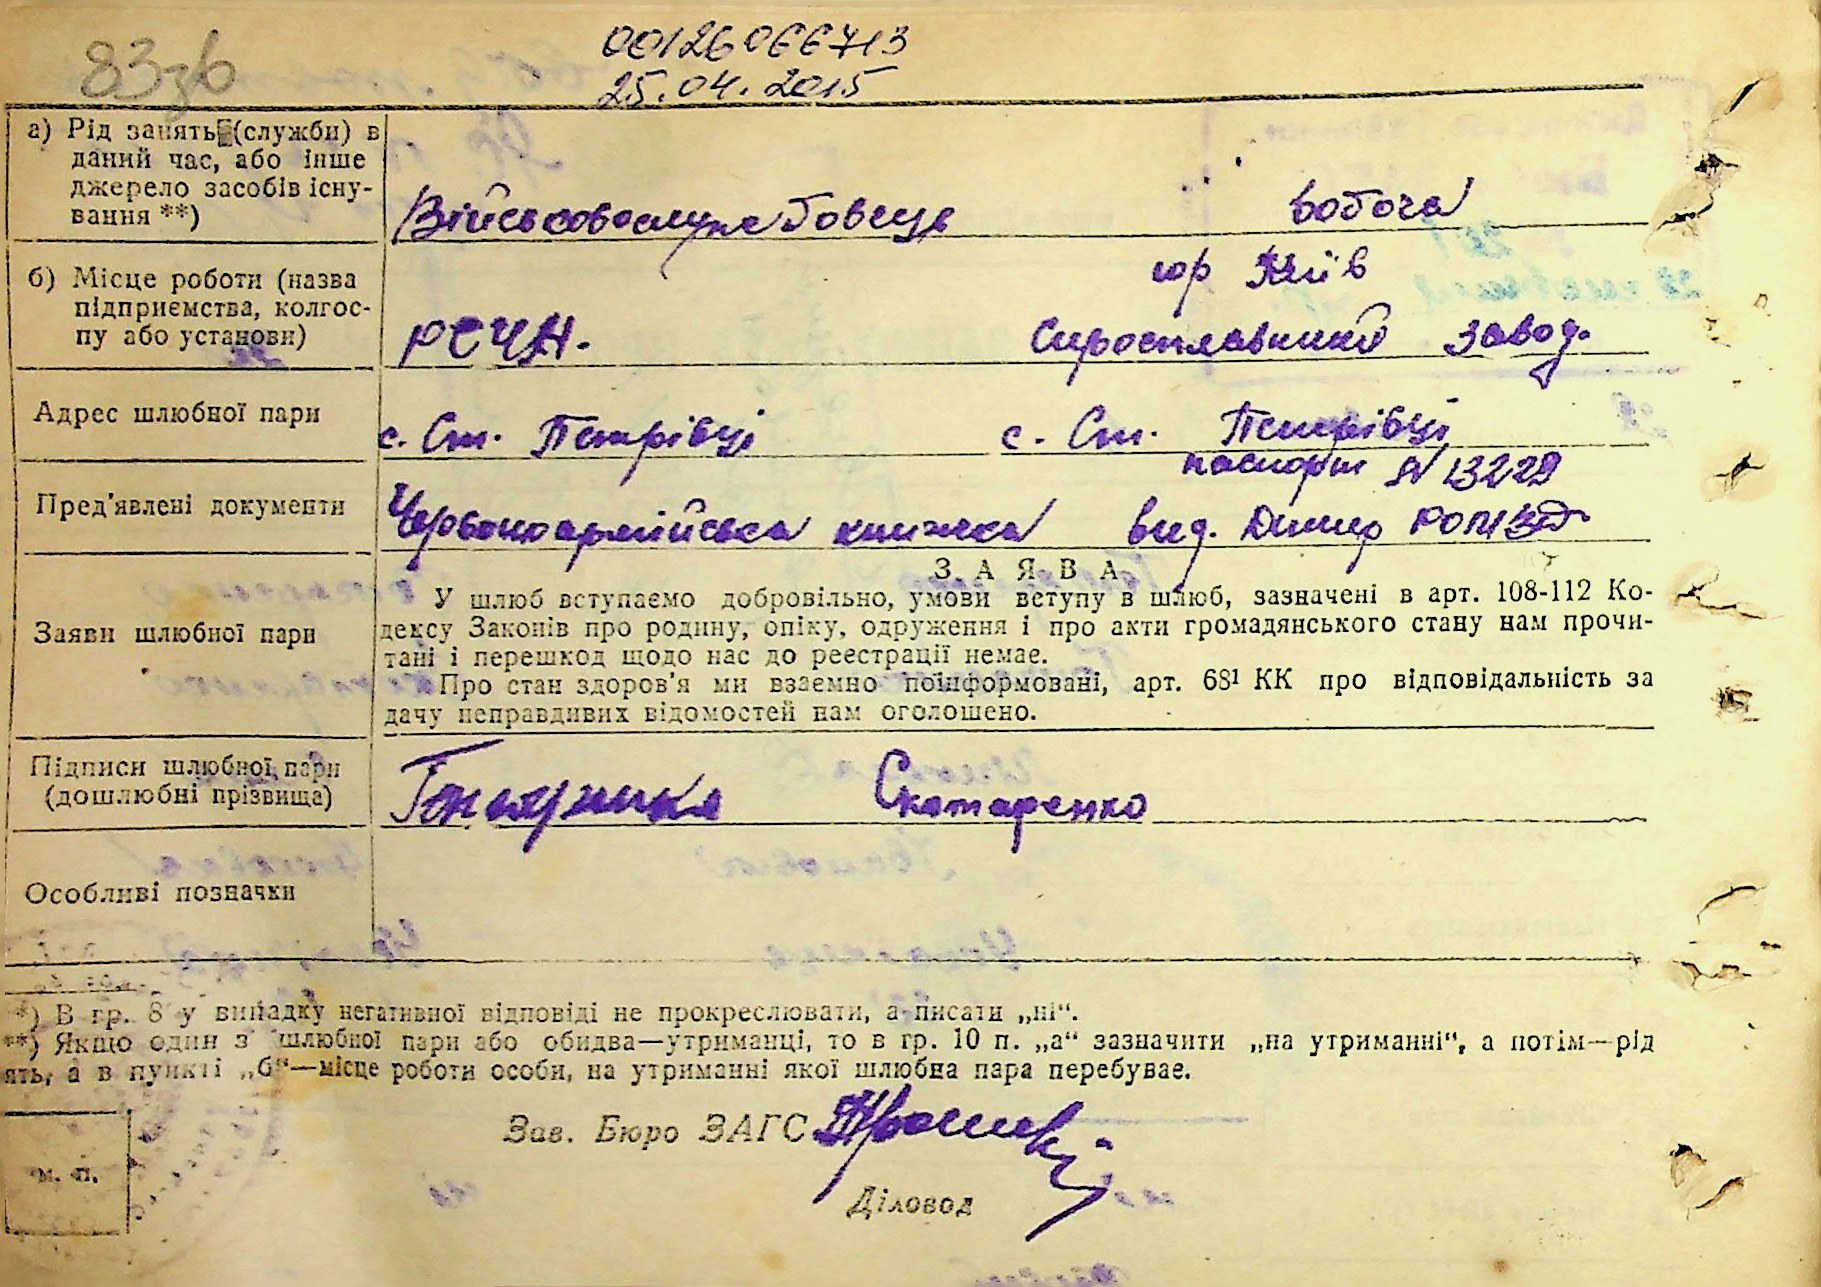 83зв
00126066713
25.04.2015
а) Рід занять (служби) в
даний час, або інше
джерело засобів існу-
вання **)
Військовослужбовець робоча
б) Місце роботи (назва
підприємства, колгос-
пу або установи)
гор Київ
РСЧА. Сироплавний завод.
Адрес шлюбної пари
с. Ст. Петрівці с. Ст. Петрівці
Пред'явлені документи
паспорт N 13229
Червоноармійська книжка вид. Димер
Заяви шлюбної пари
ЗАЯВА
У шлюб вступаємо добровільно, умови вступу в шлюб, зазначені в арт. 108-112 Ко-
дексу Законів про родину, опіку, одруження і про акти громадянського стану нам прочи-
тані і перешкод щодо нас до реєстрації немає.
Про стан здоров'я ми взаємно поінформовані, арт. 68¹ КК про відповідальність за
дачу неправдивих відомостей нам оголошено.
Підписи шлюбної пари
(дошлюбні прізвища)
Скотаренко
Особливі позначки
*) В гр. 8 у випадку негативної відповіді не прокреслювати, а писати „ні“.
**) Якщо один з шлюбної пари або обидва—утриманці, то в гр. 10 п. „а“ зазначити „на утриманні“, а потім—рід
ять, а в пункті „б“—місце роботи особи, на утриманні якої шлюбна пара перебуває.
Зав. Бюро ЗАГС
Діловод
м. п.